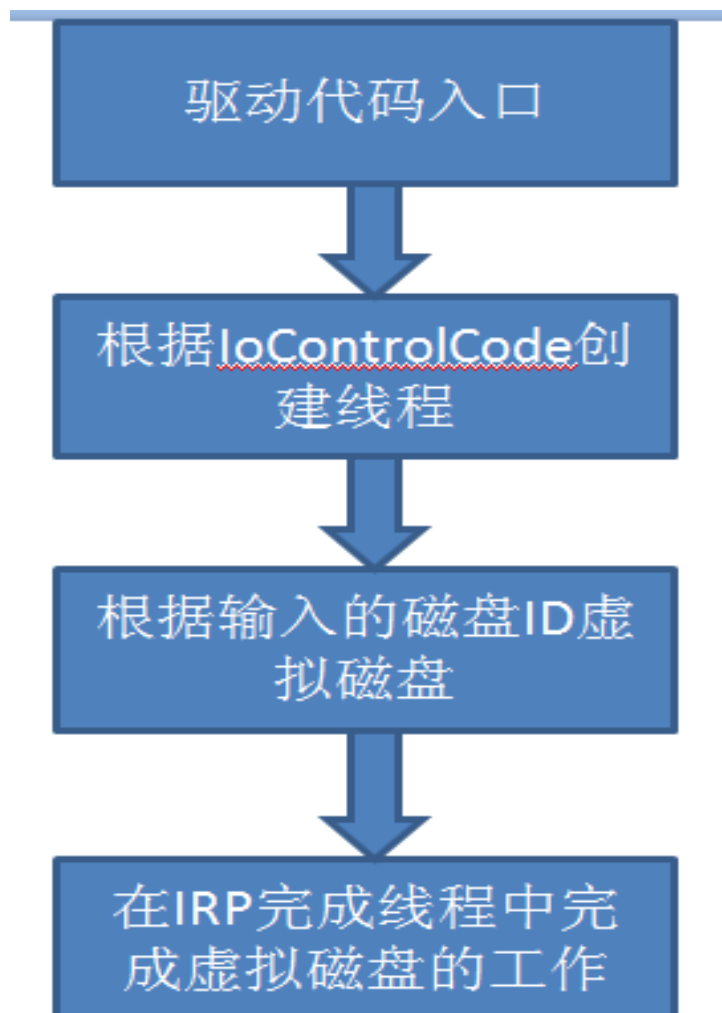 驱动代码入口
根据IoControlCode创
建线程
根据输入的磁盘ID虚
拟磁盘
在IRP完成线程中完
成虚拟磁盘的工作